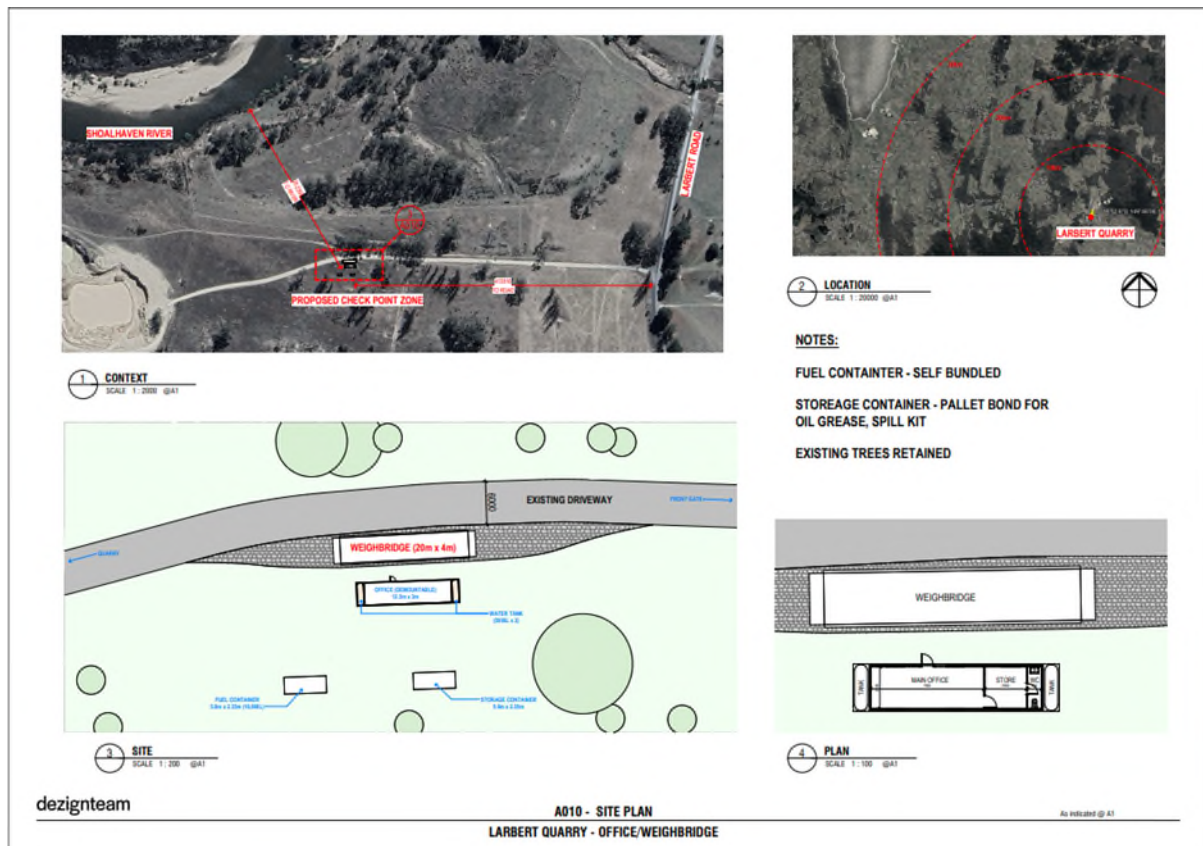 SHOALHAVEN RIVER
LARBERT ROAD
PROPOSED CHECK POINT ZONE
TO ROAD
1
CONTEXT
SCALE 1 : 2000 @A1
LARBERT QUARRY
2
LOCATION
SCALE 1 : 20000 @A1
NOTES:
FUEL CONTAINTER - SELF BUNDLED
STOREAGE CONTAINER - PALLET BOND FOR
OIL GREASE, SPILL KIT
EXISTING TREES RETAINED
6000
EXISTING DRIVEWAY
FRONT GATE
QUARRY
WEIGHBRIDGE (20m x 4m)
OFFICE (DEMOUNTABLE)
WATER TANK
FUEL CONTAINER
STORAGE CONTAINER
3
SITE
SCALE 1 : 200 @A1
WEIGHBRIDGE
TANK
MAIN OFFICE
STORE
WC
TANK
4
PLAN
SCALE 1 : 100 @A1
dezignteam
A010 - SITE PLAN
As indicated @ A1
LARBERT QUARRY - OFFICE/WEIGHBRIDGE